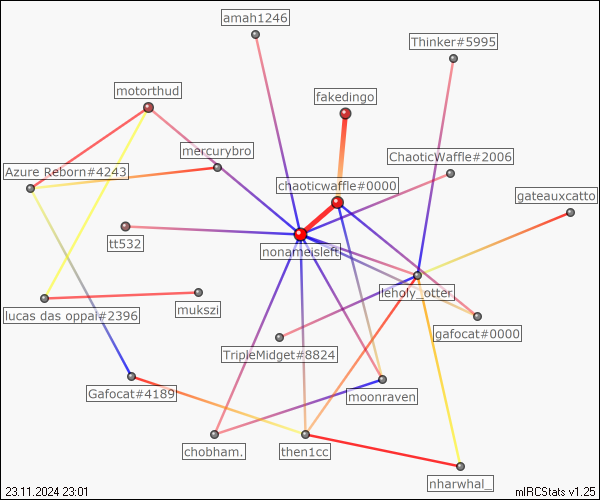 amah1246
Thinker#5995
motorthud
fakedingo
mercurybro
ChaoticWaffle#2006
Azure Reborn#4243
chaoticwaffle#0000
gateauxcatto
tt532
nonameisleft
leholy_otter
lucas das oppai#2396
mukszi
gafocat#0000
TripleMidget#8824
Gafocat#4189
moonraven
chobham.
then1cc
nharwhal_
23.11.2024 23:01
mIRCStats v1.25